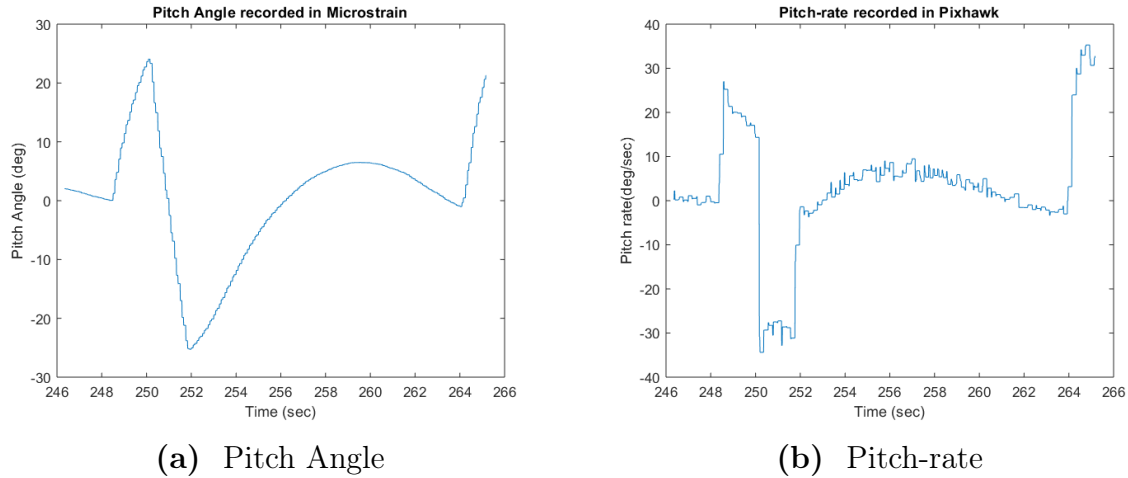 Pitch Angle recorded in Microstrain
30
20
10
0
-10
-20
-30
Pitch Angle (deg)
246 248 250 252 254 256 258 260 262 264 266
Time (sec)
(a) Pitch Angle
Pitch-rate recorded in Pixhawk
40
30
20
10
0
-10
-20
-30
-40
Pitch rate(deg/sec)
246 248 250 252 254 256 258 260 262 264 266
Time (sec)
(b) Pitch-rate